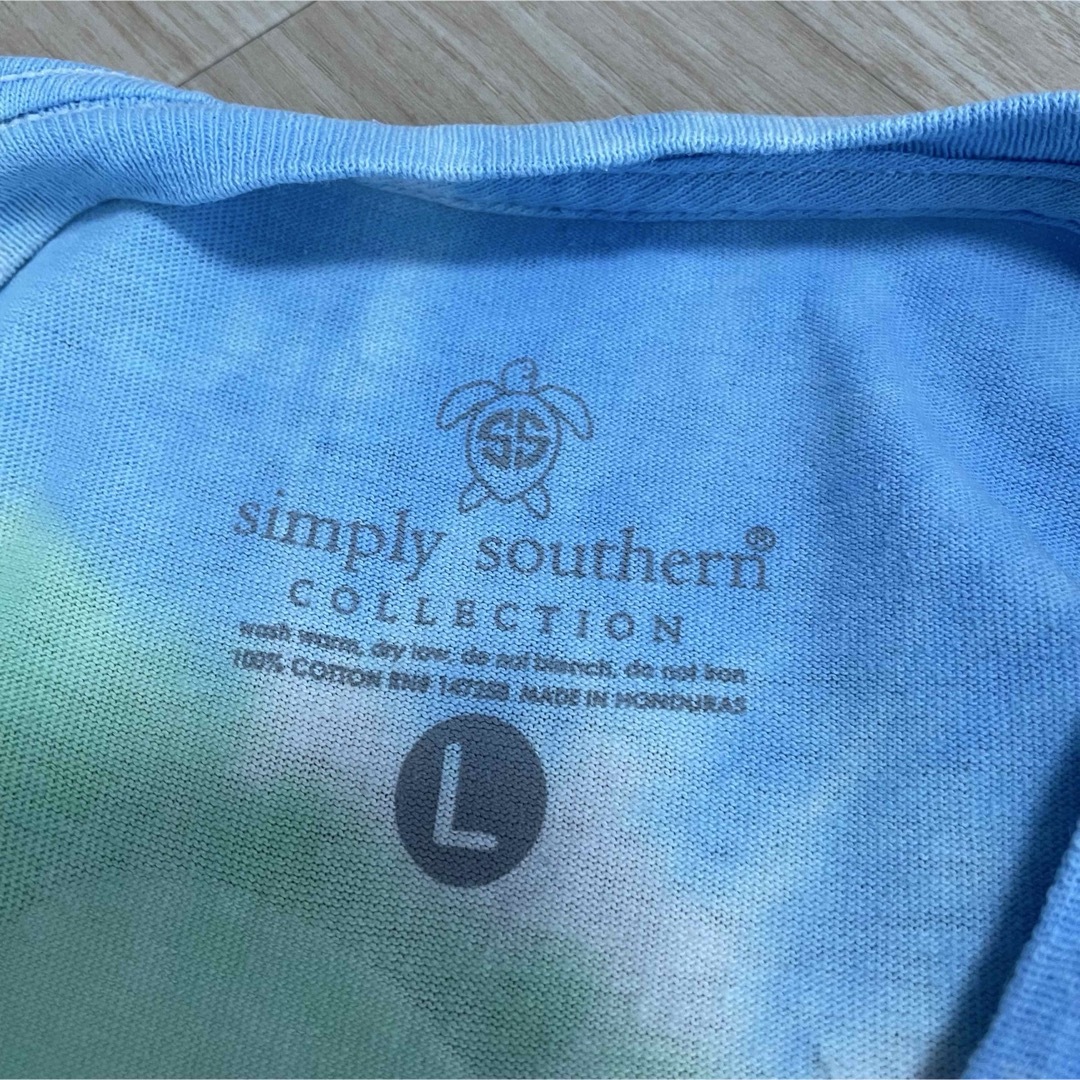 SS
simply southern®
COLLECTION
wash warm, dry low, do not bleach, do not iron
100% COTTON RN# 147258 MADE IN HONDURAS
L